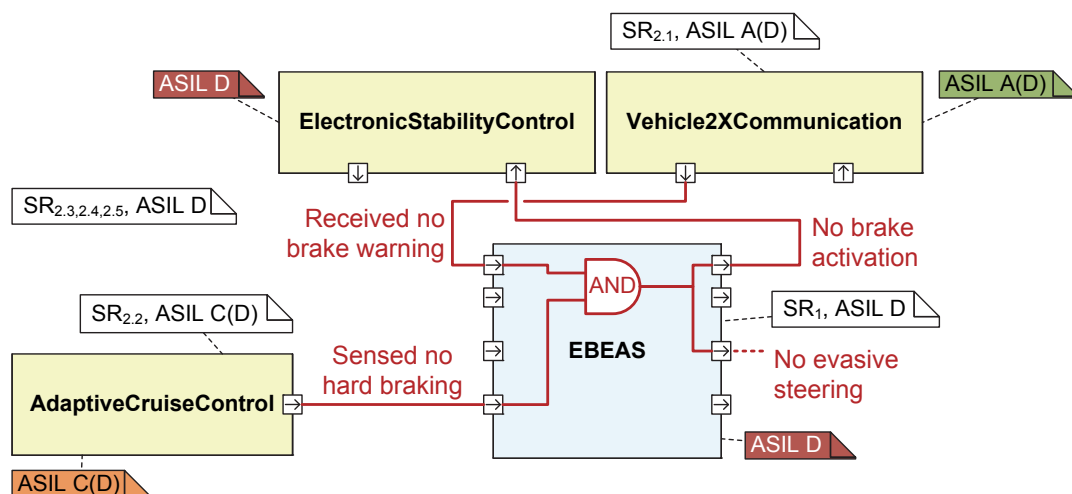 SR2.1, ASIL A(D)
ASIL D
ASIL A(D)
ElectronicStabilityControl
Vehicle2XCommunication
SR2.3,2.4,2.5, ASIL D
Received no
brake warning
No brake
activation
AND
SR2.2, ASIL C(D)
SR1, ASIL D
EBEAS
Sensed no
hard braking
No evasive
steering
AdaptiveCruiseControl
ASIL D
ASIL C(D)